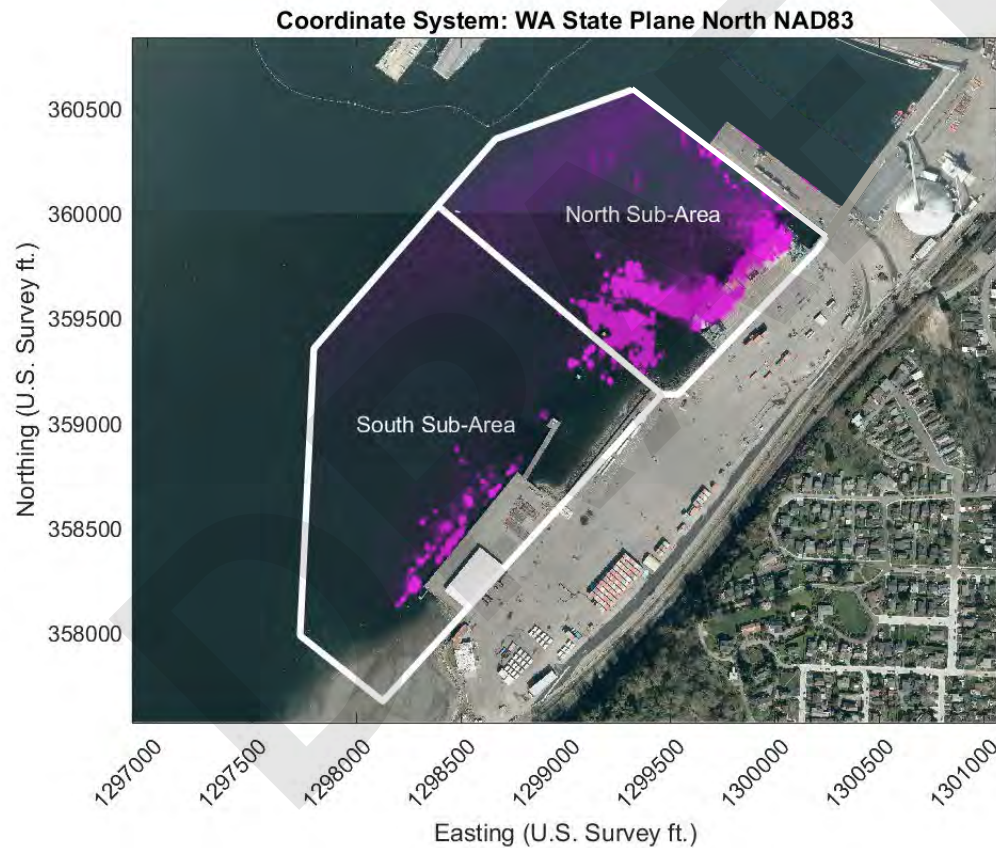 Coordinate System: WA State Plane North NAD83
Northing (U.S. Survey ft.)
360500
360000
359500
359000
358500
358000
North Sub-Area
South Sub-Area
1297000
1297500
1298000
1298500
1299000
1299500
1300000
1300500
1301000
Easting (U.S. Survey ft.)
DRAFT